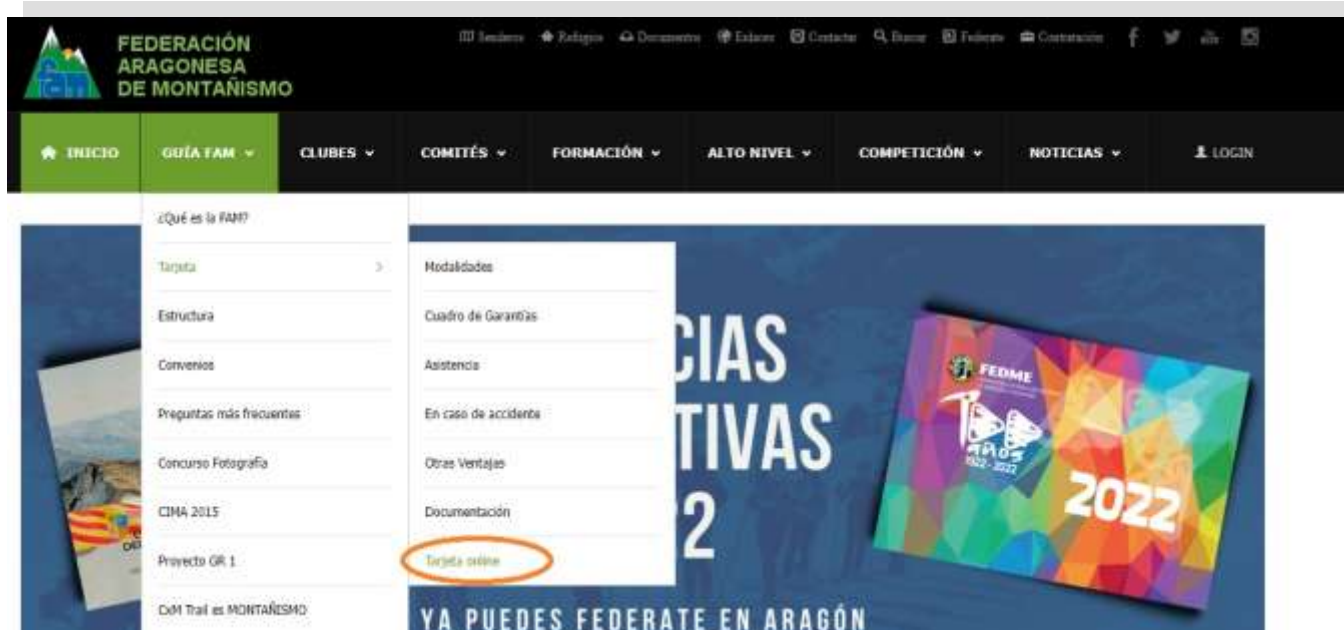 FEDERACIÓN
ARAGONESA
DE MONTAÑISMO
Senderos Refugios Documentos Enlaces Contactar Buscar Federate Contratación
INICIO GUÍA FAM CLUBES COMITÉS FORMACIÓN ALTO NIVEL COMPETICIÓN NOTICIAS LOGIN
¿Qué es la FAM?
Tarjeta
Estructura
Convenios
Preguntas más frecuentes
Concurso Fotografía
CIMA 2015
Proyecto GR 1
CxM Trail es MONTAÑISMO
Modalidades
Cuadro de Garantías
Asistencia
En caso de accidente
Otras Ventajas
Documentación
Tarjeta online
CIAS
TIVAS
2
YA PUEDES FEDERATE EN ARAGÓN
FEDME
100
años
1922 - 2022
2022